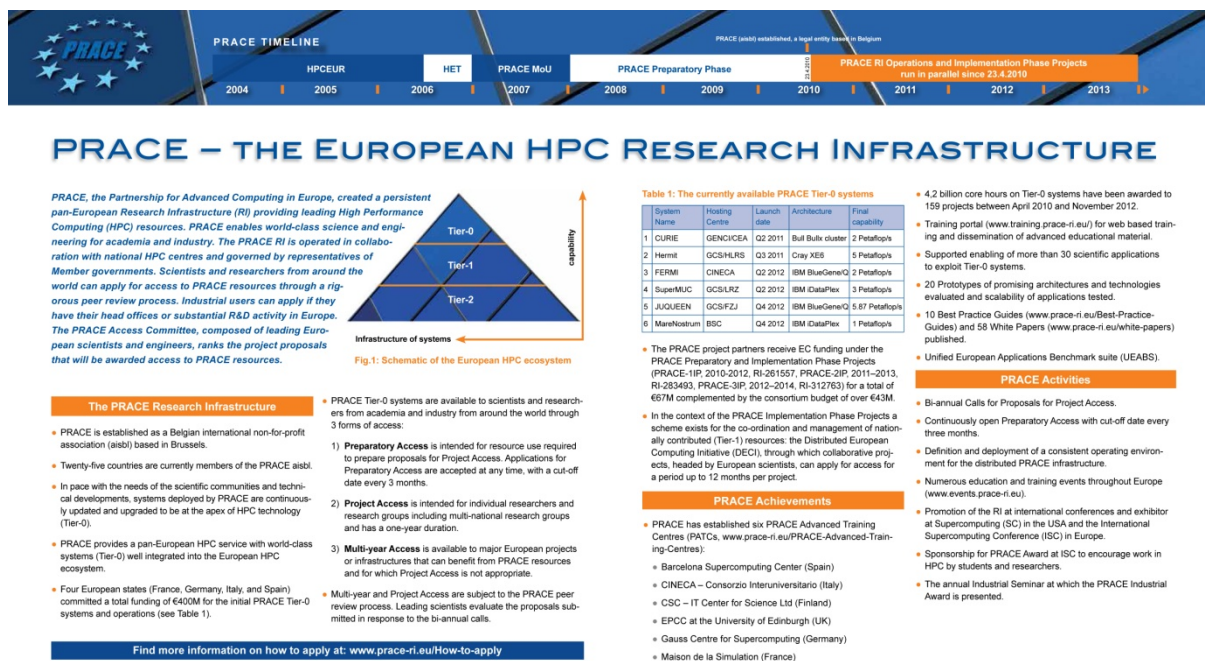 PRACE
PRACE TIMELINE
PRACE (aisbl) established, a legal entity based in Belgium
HPCEUR
HET
PRACE MoU
PRACE Preparatory Phase
23.4.2010
PRACE RI Operations and Implementation Phase Projects
run in parallel since 23.4.2010
2004 2005 2006 2007 2008 2009 2010 2011 2012 2013
PRACE – THE EUROPEAN HPC RESEARCH INFRASTRUCTURE
PRACE, the Partnership for Advanced Computing in Europe, created a persistent
pan-European Research Infrastructure (RI) providing leading High Performance
Computing (HPC) resources. PRACE enables world-class science and engi-
neering for academia and industry. The PRACE RI is operated in collabo-
ration with national HPC centres and governed by representatives of
Member governments. Scientists and researchers from around the
world can apply for access to PRACE resources through a rig-
orous peer review process. Industrial users can apply if they
have their head offices or substantial R&D activity in Europe.
The PRACE Access Committee, composed of leading Euro-
pean scientists and engineers, ranks the project proposals
that will be awarded access to PRACE resources.
Tier-0
Tier-1
Tier-2
capability
Infrastructure of systems
Fig.1: Schematic of the European HPC ecosystem
The PRACE Research Infrastructure
• PRACE is established as a Belgian international non-for-profit
association (aisbl) based in Brussels.
• Twenty-five countries are currently members of the PRACE aisbl.
• In pace with the needs of the scientific communities and techni-
cal developments, systems deployed by PRACE are continuous-
ly updated and upgraded to be at the apex of HPC technology
(Tier-0).
• PRACE provides a pan-European HPC service with world-class
systems (Tier-0) well integrated into the European HPC
ecosystem.
• Four European states (France, Germany, Italy, and Spain)
committed a total funding of €400M for the initial PRACE Tier-0
systems and operations (see Table 1).
• PRACE Tier-0 systems are available to scientists and research-
ers from academia and industry from around the world through
3 forms of access:
1) Preparatory Access is intended for resource use required
to prepare proposals for Project Access. Applications for
Preparatory Access are accepted at any time, with a cut-off
date every 3 months.
2) Project Access is intended for individual researchers and
research groups including multi-national research groups
and has a one-year duration.
3) Multi-year Access is available to major European projects
or infrastructures that can benefit from PRACE resources
and for which Project Access is not appropriate.
• Multi-year and Project Access are subject to the PRACE peer
review process. Leading scientists evaluate the proposals sub-
mitted in response to the bi-annual calls.
Find more information on how to apply at: www.prace-ri.eu/How-to-apply
Table 1: The currently available PRACE Tier-0 systems
System Name Hosting Centre Launch date Architecture Final capability
1 CURIE GENCI/CEA Q2 2011 Bull Bullx cluster 2 Petaflop/s
2 Hermit GCS/HLRS Q3 2011 Cray XE6 5 Petaflop/s
3 FERMI CINECA Q2 2012 IBM BlueGene/Q 2 Petaflop/s
4 SuperMUC GCS/LRZ Q2 2012 IBM iDataPlex 3 Petaflop/s
5 JUQUEEN GCS/FZJ Q4 2012 IBM BlueGene/Q 5.87 Petaflop/s
6 MareNostrum BSC Q4 2012 IBM iDataPlex 1 Petaflop/s
• The PRACE project partners receive EC funding under the
PRACE Preparatory and Implementation Phase Projects
(PRACE-1IP, 2010-2012, RI-261557, PRACE-2IP, 2011–2013,
RI-283493, PRACE-3IP, 2012–2014, RI-312763) for a total of
€67M complemented by the consortium budget of over €43M.
• In the context of the PRACE Implementation Phase Projects a
scheme exists for the co-ordination and management of nation-
ally contributed (Tier-1) resources: the Distributed European
Computing Initiative (DECI), through which collaborative proj-
ects, headed by European scientists, can apply for access for
a period up to 12 months per project.
PRACE Achievements
• PRACE has established six PRACE Advanced Training
Centres (PATCs, www.prace-ri.eu/PRACE-Advanced-Train-
ing-Centres):
• Barcelona Supercomputing Center (Spain)
• CINECA – Consorzio Interuniversitario (Italy)
• CSC – IT Center for Science Ltd (Finland)
• EPCC at the University of Edinburgh (UK)
• Gauss Centre for Supercomputing (Germany)
• Maison de la Simulation (France)
• 4,2 billion core hours on Tier-0 systems have been awarded to
159 projects between April 2010 and November 2012.
• Training portal (www.training.prace-ri.eu/) for web based train-
ing and dissemination of advanced educational material.
• Supported enabling of more than 30 scientific applications
to exploit Tier-0 systems.
• 20 Prototypes of promising architectures and technologies
evaluated and scalability of applications tested.
• 10 Best Practice Guides (www.prace-ri.eu/Best-Practice-
Guides) and 58 White Papers (www.prace-ri.eu/white-papers)
published.
• Unified European Applications Benchmark suite (UEABS).
PRACE Activities
• Bi-annual Calls for Proposals for Project Access.
• Continuously open Preparatory Access with cut-off date every
three months.
• Definition and deployment of a consistent operating environ-
ment for the distributed PRACE infrastructure.
• Numerous education and training events throughout Europe
(www.events.prace-ri.eu).
• Promotion of the RI at international conferences and exhibitor
at Supercomputing (SC) in the USA and the International
Supercomputing Conference (ISC) in Europe.
• Sponsorship for PRACE Award at ISC to encourage work in
HPC by students and researchers.
• The annual Industrial Seminar at which the PRACE Industrial
Award is presented.